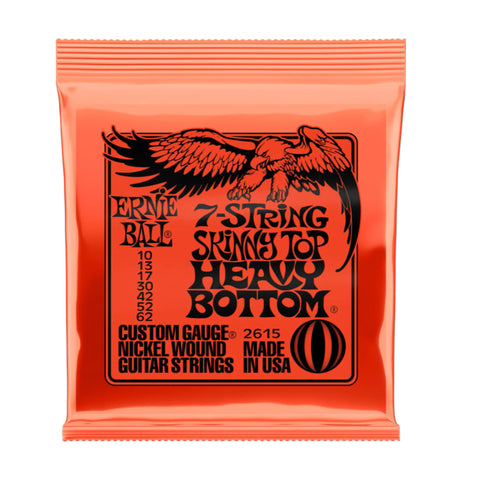 ERNIE
BALL®
10
13
17
30
42
52
62
7-STRING
SKINNY TOP
HEAVY
BOTTOM®
CUSTOM GAUGE® 2615
NICKEL WOUND MADE
GUITAR STRINGS IN USA